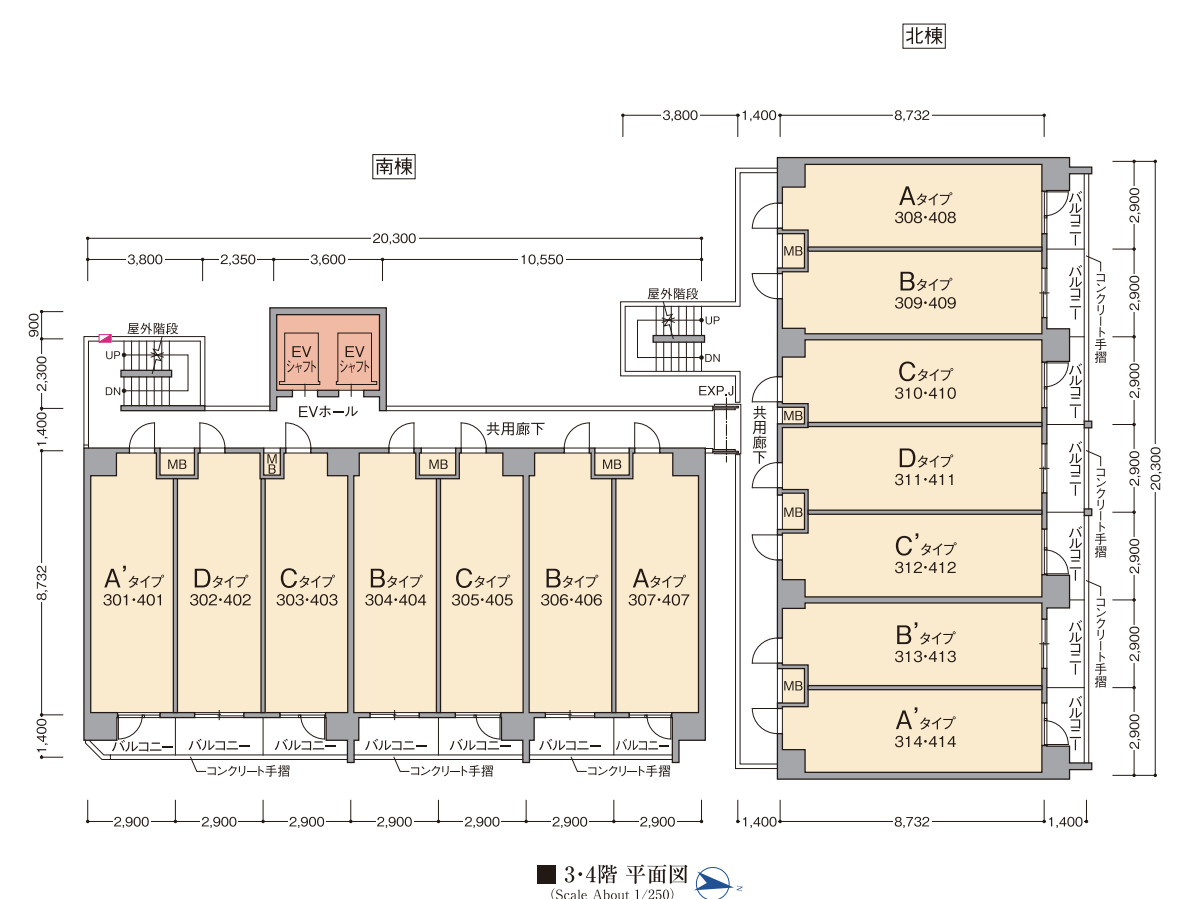 北棟
3,800
1,400
8,732
南棟
20,300
3,800
2,350
3,600
10,550
900
2,300
1,400
8,732
1,400
屋外階段
UP
DN
EV
シャフト
EV
シャフト
EVホール
共用廊下
屋外階段
UP
DN
EXP.J
共用廊下
MB
MB
MB
MB
A'タイプ
301・401
Dタイプ
302・402
Cタイプ
303・403
Bタイプ
304・404
Cタイプ
305・405
Bタイプ
306・406
Aタイプ
307・407
バルコニー
バルコニー
バルコニー
バルコニー
バルコニー
バルコニー
バルコニー
コンクリート手摺
コンクリート手摺
コンクリート手摺
2,900
2,900
2,900
2,900
2,900
2,900
2,900
Aタイプ
308・408
MB
Bタイプ
309・409
Cタイプ
310・410
MB
Dタイプ
311・411
MB
C'タイプ
312・412
B'タイプ
313・413
MB
A'タイプ
314・414
バルコニー
バルコニー
バルコニー
バルコニー
バルコニー
バルコニー
バルコニー
コンクリート手摺
コンクリート手摺
コンクリート手摺
2,900
2,900
2,900
2,900
2,900
2,900
2,900
20,300
1,400
8,732
1,400
■ 3・4階 平面図
(Scale About 1/250)
N